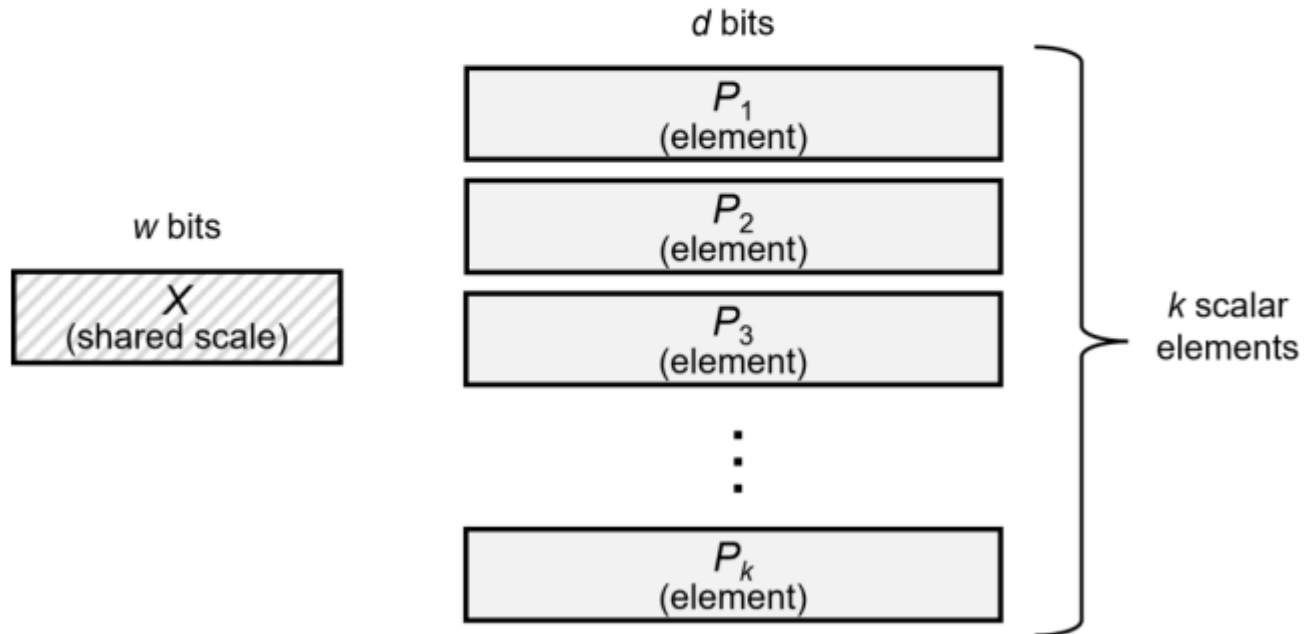 d bits
P₁
(element)
w bits
P₂
(element)
X
(shared scale)
P₃
(element)
k scalar
elements
⋮
Pₖ
(element)